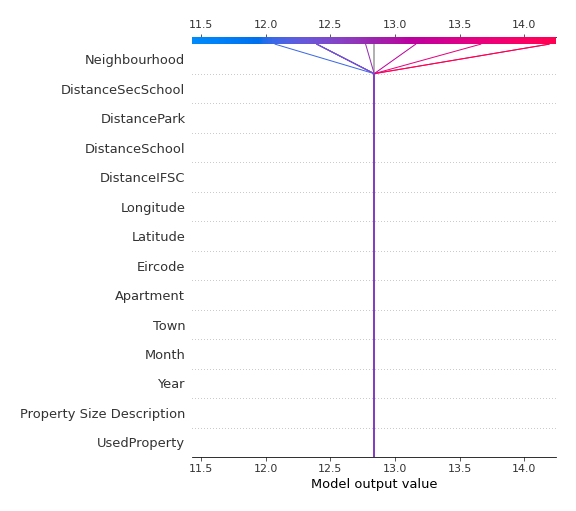 11.5 12.0 12.5 13.0 13.5 14.0
Neighbourhood
DistanceSecSchool
DistancePark
DistanceSchool
DistanceIFSC
Longitude
Latitude
Eircode
Apartment
Town
Month
Year
Property Size Description
UsedProperty
11.5 12.0 12.5 13.0 13.5 14.0
Model output value